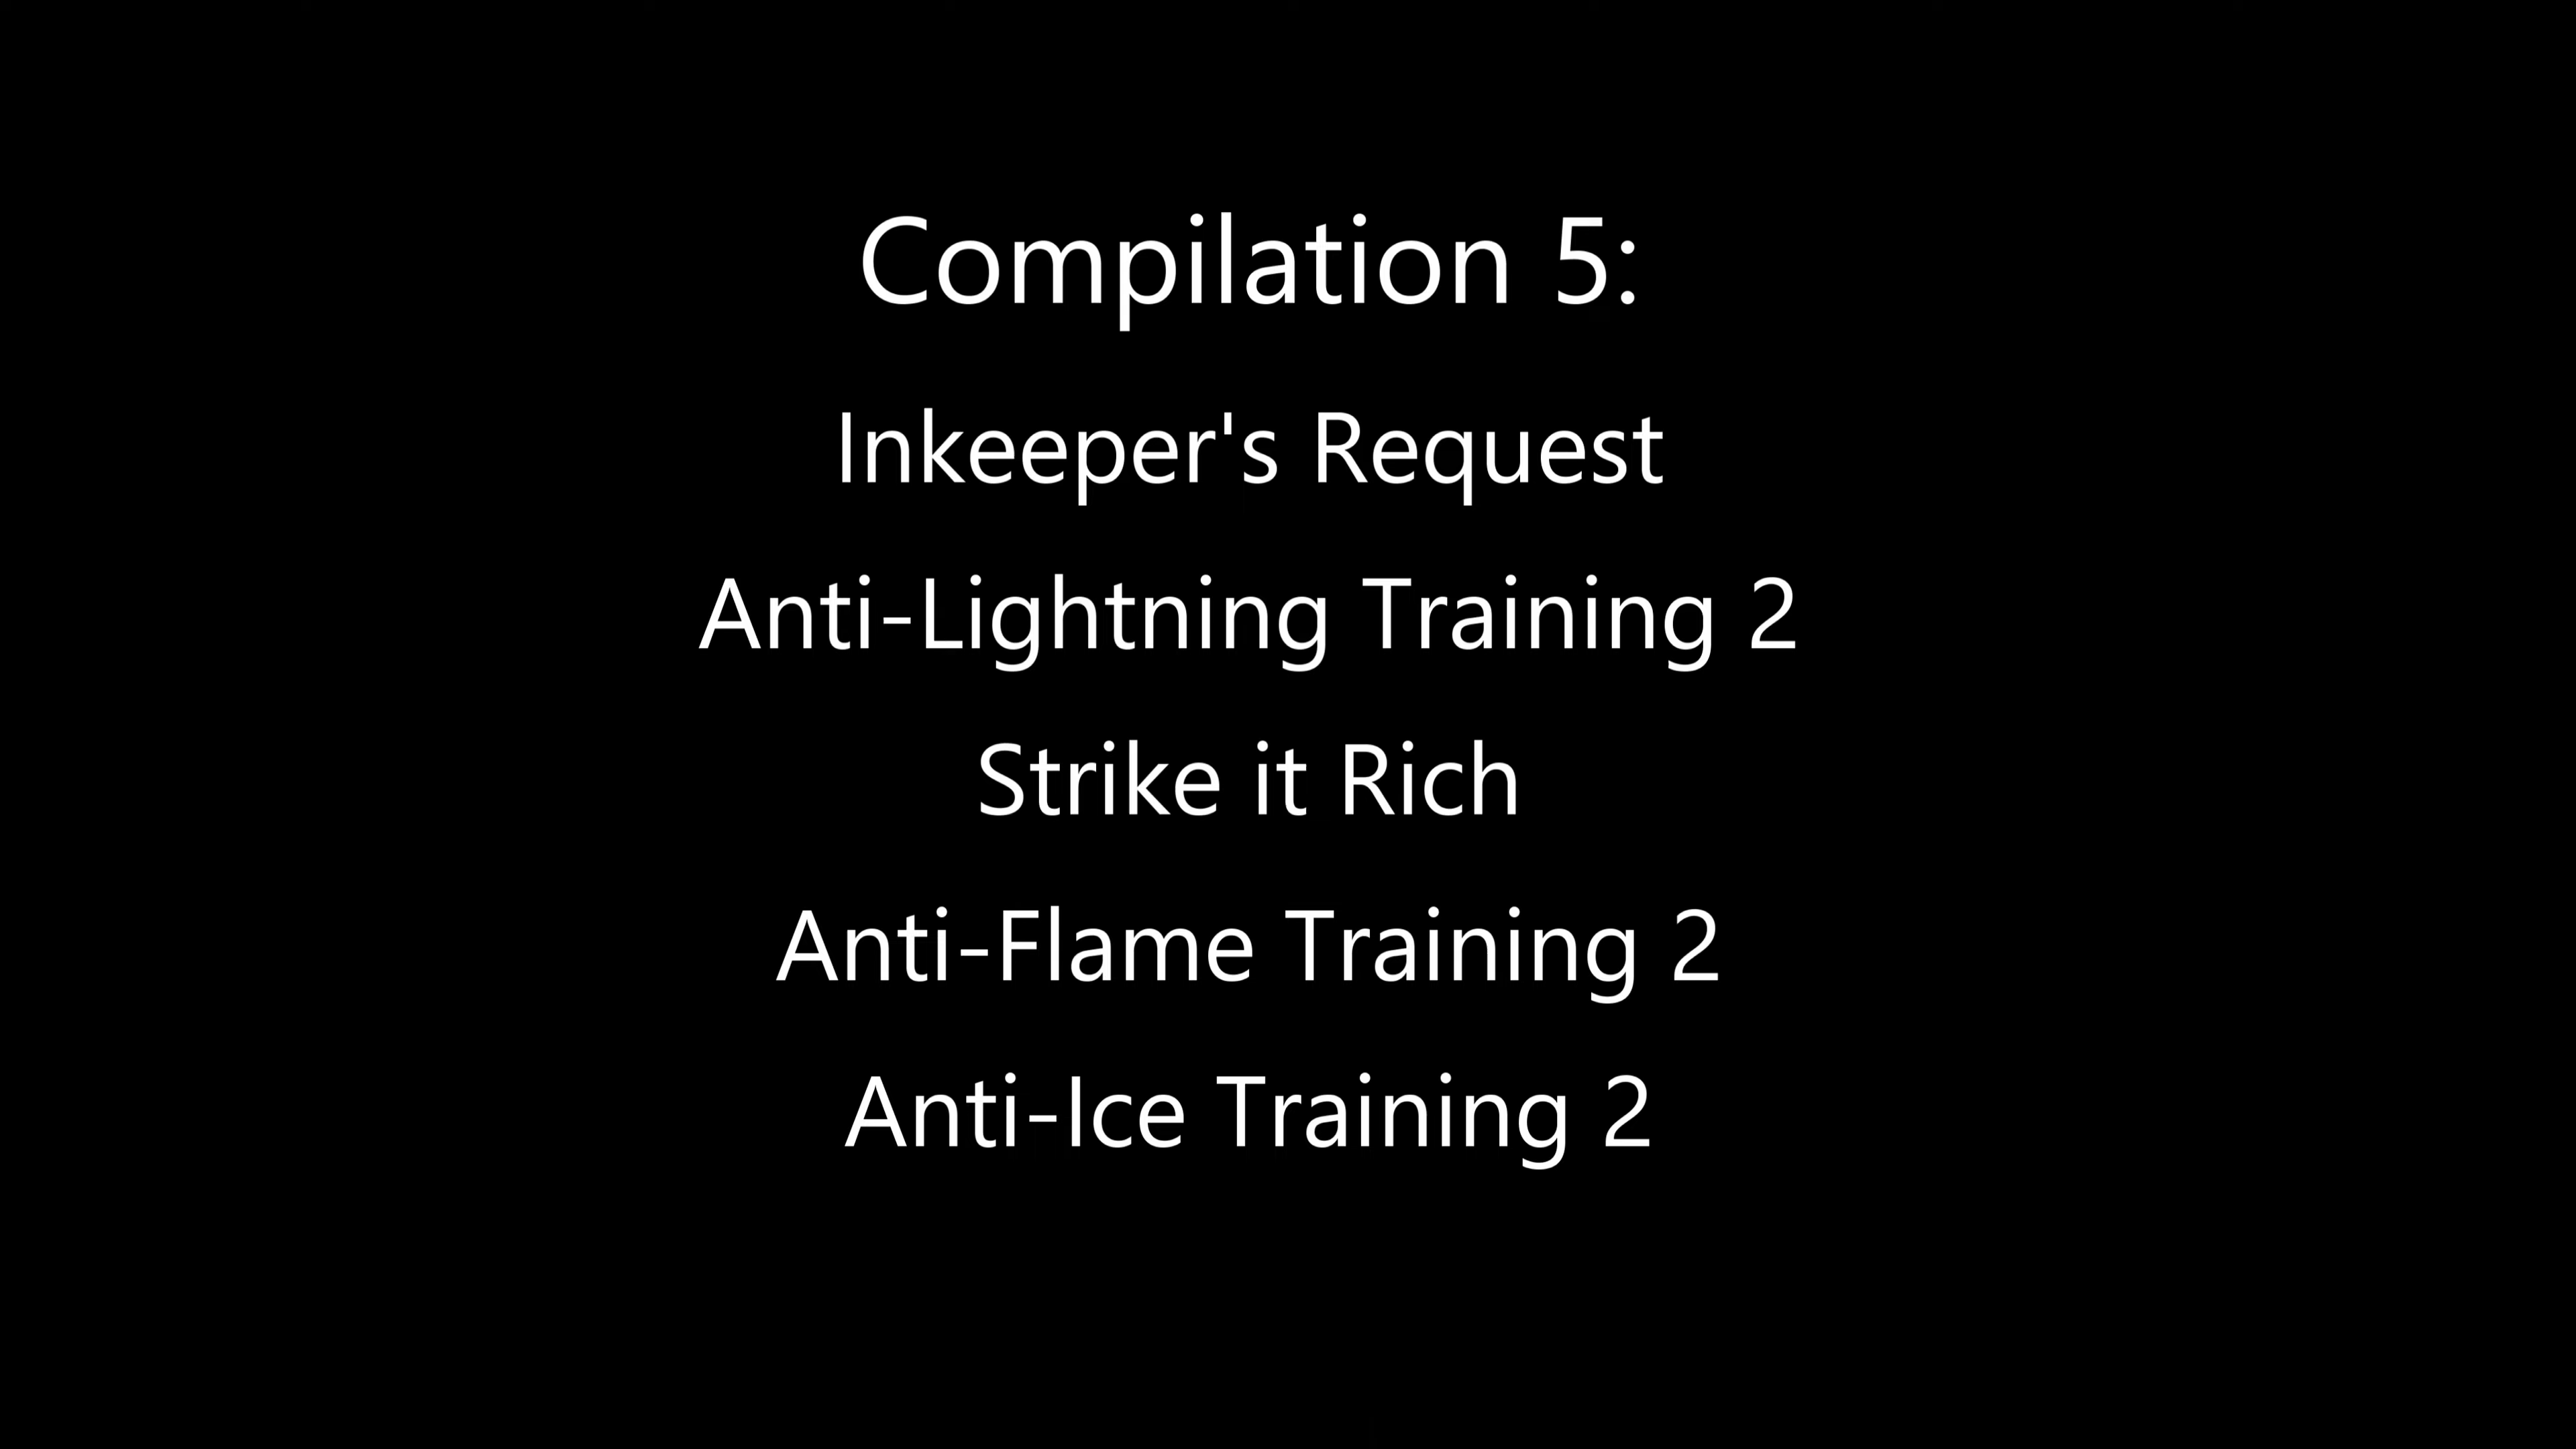 Compilation 5:
Inkeeper's Request
Anti-Lightning Training 2
Strike it Rich
Anti-Flame Training 2
Anti-Ice Training 2